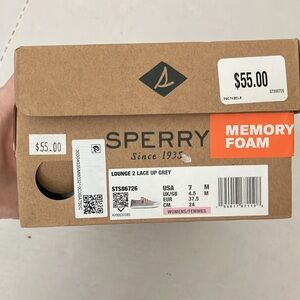 $55.00
STS86726
$55.00
SPERRY
Since 1935
MEMORY
FOAM
LOUNGE 2 LACE UP GREY
STS86726
USA 7 M
UK/GB 4.5 M
EUR 37.5
CM 24
WOMENS/FEMMES